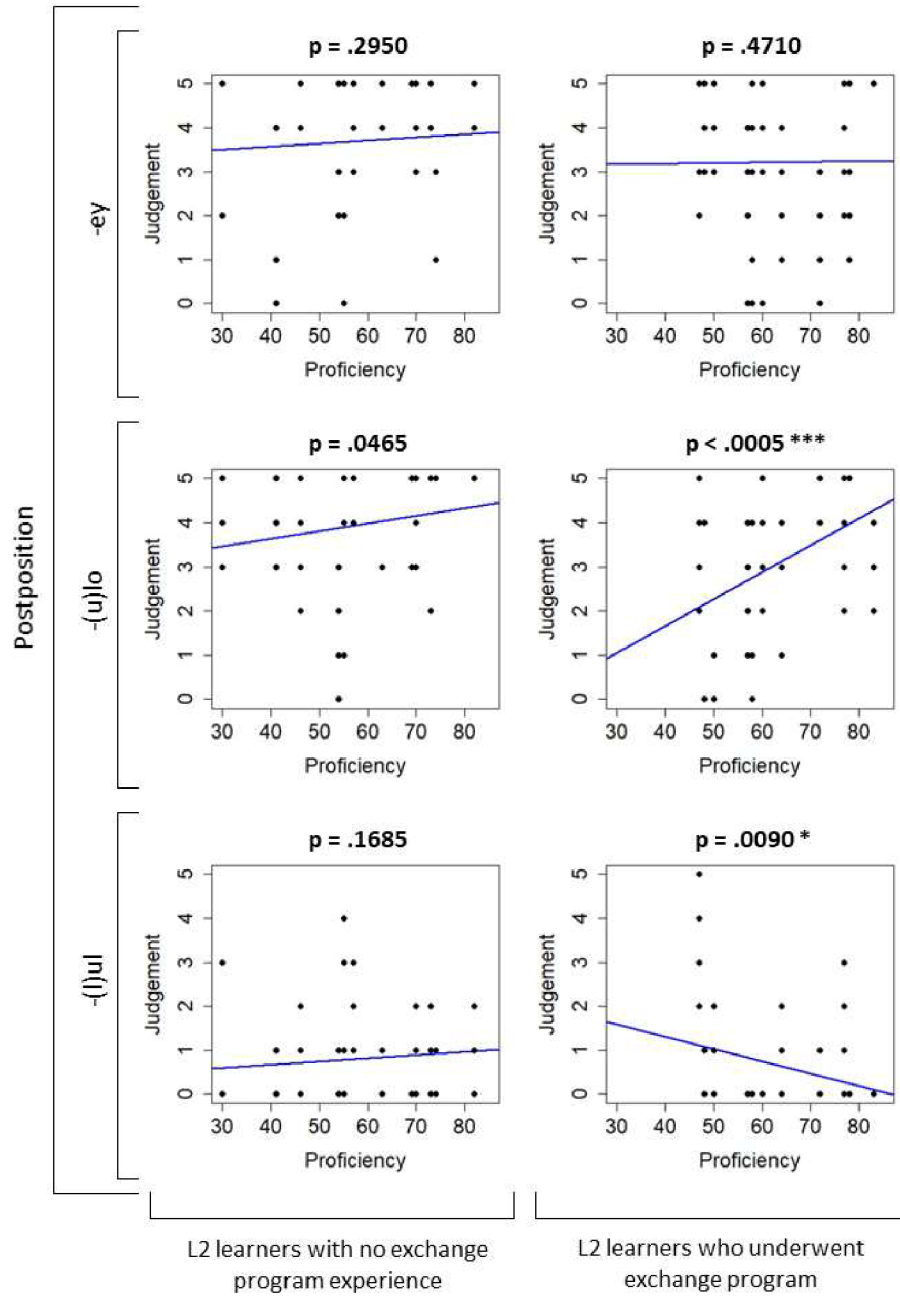 Postposition
-ey
p = .2950
Judgement
5
4
3
2
1
0
30 40 50 60 70 80
Proficiency
p = .4710
Judgement
5
4
3
2
1
0
30 40 50 60 70 80
Proficiency
-(u)lo
p = .0465
Judgement
5
4
3
2
1
0
30 40 50 60 70 80
Proficiency
p < .0005 ***
Judgement
5
4
3
2
1
0
30 40 50 60 70 80
Proficiency
-(l)ul
p = .1685
Judgement
5
4
3
2
1
0
30 40 50 60 70 80
Proficiency
p = .0090 *
Judgement
5
4
3
2
1
0
30 40 50 60 70 80
Proficiency
L2 learners with no exchange
program experience
L2 learners who underwent
exchange program